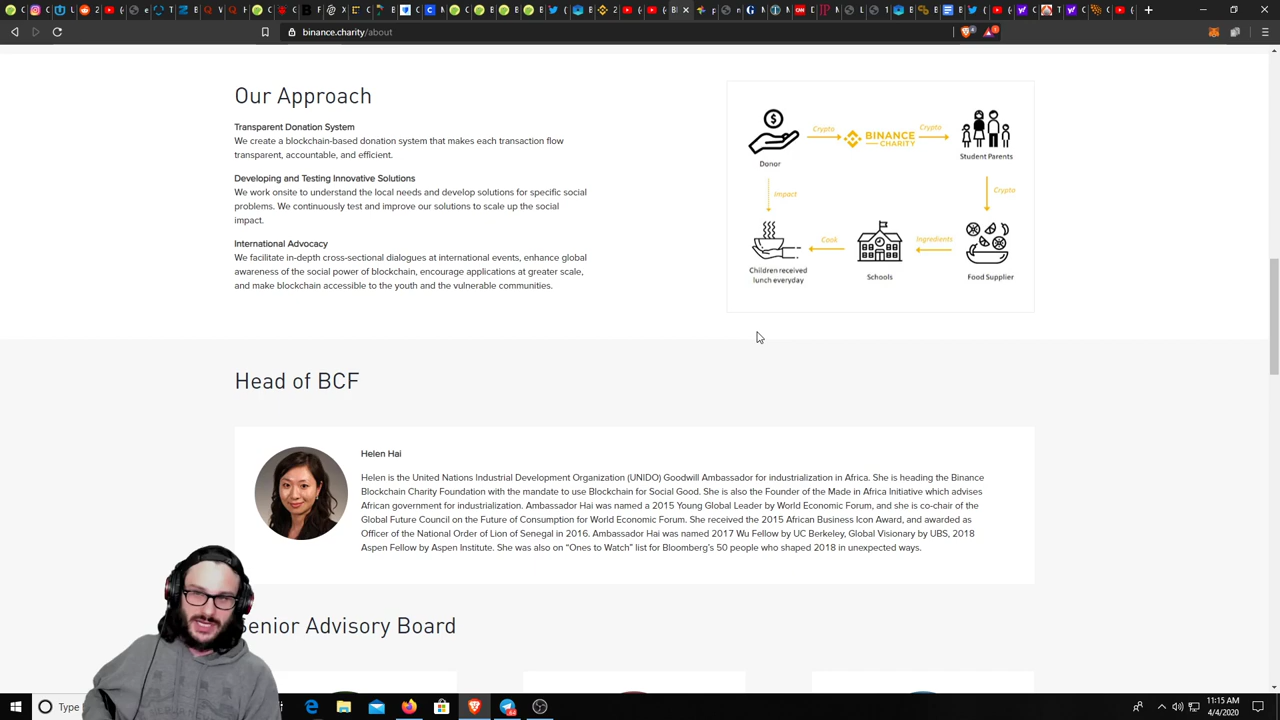 binance.charity/about
Our Approach
Transparent Donation System
We create a blockchain-based donation system that makes each transaction flow
transparent, accountable, and efficient.
Developing and Testing Innovative Solutions
We work onsite to understand the local needs and develop solutions for specific social
problems. We continuously test and improve our solutions to scale up the social
impact.
International Advocacy
We facilitate in-depth cross-sectional dialogues at international events, enhance global
awareness of the social power of blockchain, encourage applications at greater scale,
and make blockchain accessible to the youth and the vulnerable communities.
Crypto
BINANCE
CHARITY
Crypto
Donor
Student Parents
Impact
Crypto
Cook
Ingredients
Children received
lunch everyday
Schools
Food Supplier
Head of BCF
Helen Hai
Helen is the United Nations Industrial Development Organization (UNIDO) Goodwill Ambassador for industrialization in Africa. She is heading the Binance
Blockchain Charity Foundation with the mandate to use Blockchain for Social Good. She is also the Founder of the Made in Africa Initiative which advises
African government for industrialization. Ambassador Hai was named a 2015 Young Global Leader by World Economic Forum, and she is co-chair of the
Global Future Council on the Future of Consumption for World Economic Forum. She received the 2015 African Business Icon Award, and awarded as
Officer of the National Order of Lion of Senegal in 2016. Ambassador Hai was named 2017 Wu Fellow by UC Berkeley, Global Visionary by UBS, 2018
Aspen Fellow by Aspen Institute. She was also on “Ones to Watch” list for Bloomberg’s 50 people who shaped 2018 in unexpected ways.
Senior Advisory Board
Type
11:15 AM
4/4/2020